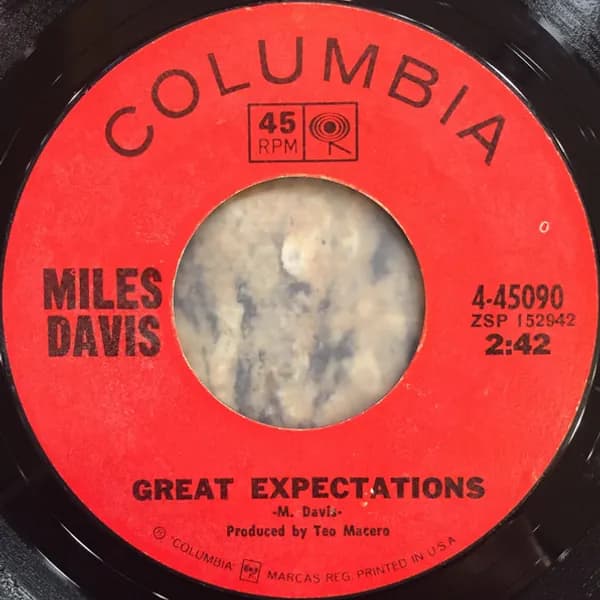 COLUMBIA
45
RPM
MILES
DAVIS
4-45090
ZSP 152942
2:42
GREAT EXPECTATIONS
-M. Davis-
Produced by Teo Macero
Ⓟ "COLUMBIA" MARCAS REG. PRINTED IN U.S.A